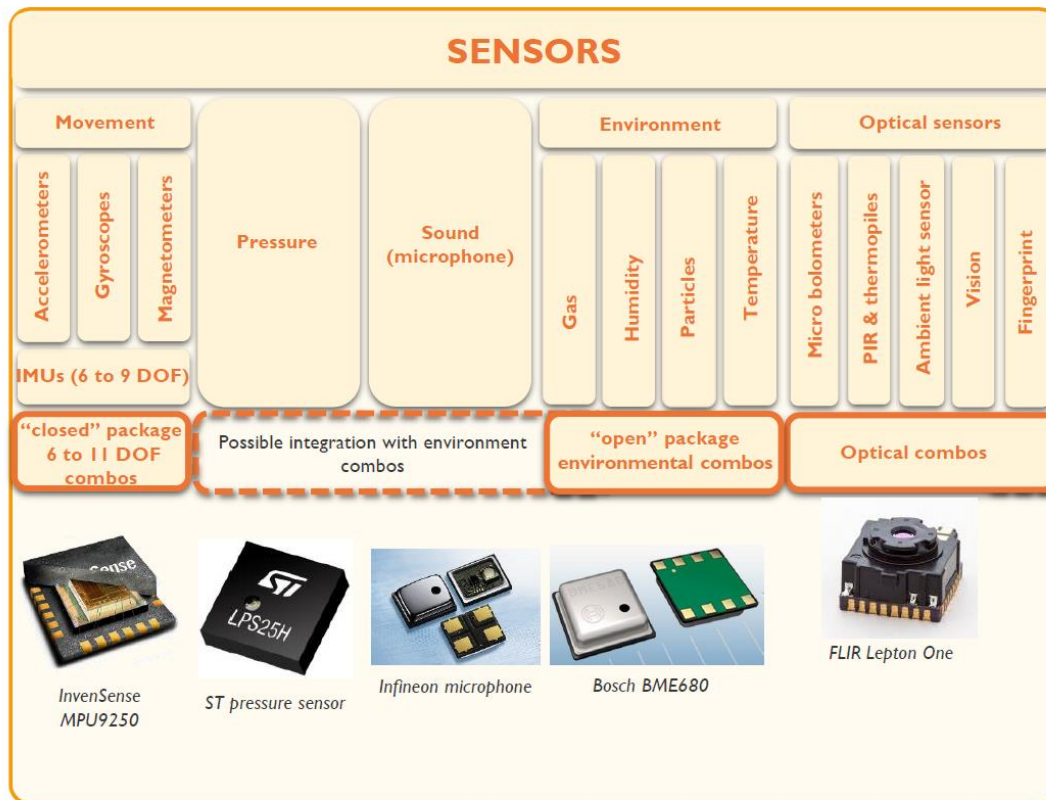 SENSORS
Movement
Environment
Optical sensors
Accelerometers
Gyroscopes
Magnetometers
Pressure
Sound
(microphone)
Gas
Humidity
Particles
Temperature
Micro bolometers
PIR & thermopiles
Ambient light sensor
Vision
Fingerprint
IMUs (6 to 9 DOF)
“closed” package
6 to 11 DOF
combos
Possible integration with environment
combos
“open” package
environmental combos
Optical combos
ST
LPS25H
InvenSense
MPU9250
ST pressure sensor
Infineon microphone
Bosch BME680
FLIR Lepton One